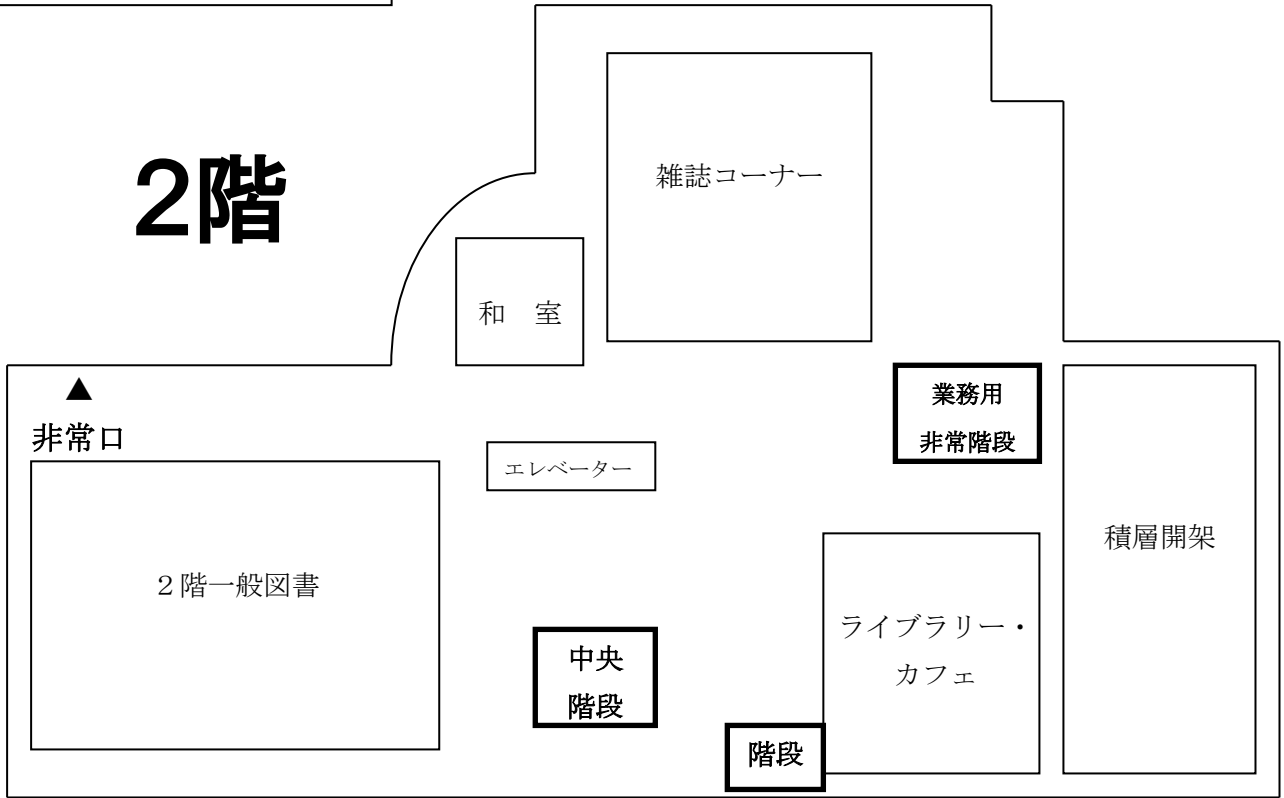 2階
雑誌コーナー
和　室
▲
非常口
業務用
非常階段
エレベーター
積層開架
２階一般図書
ライブラリー・
カフェ
中央
階段
階段